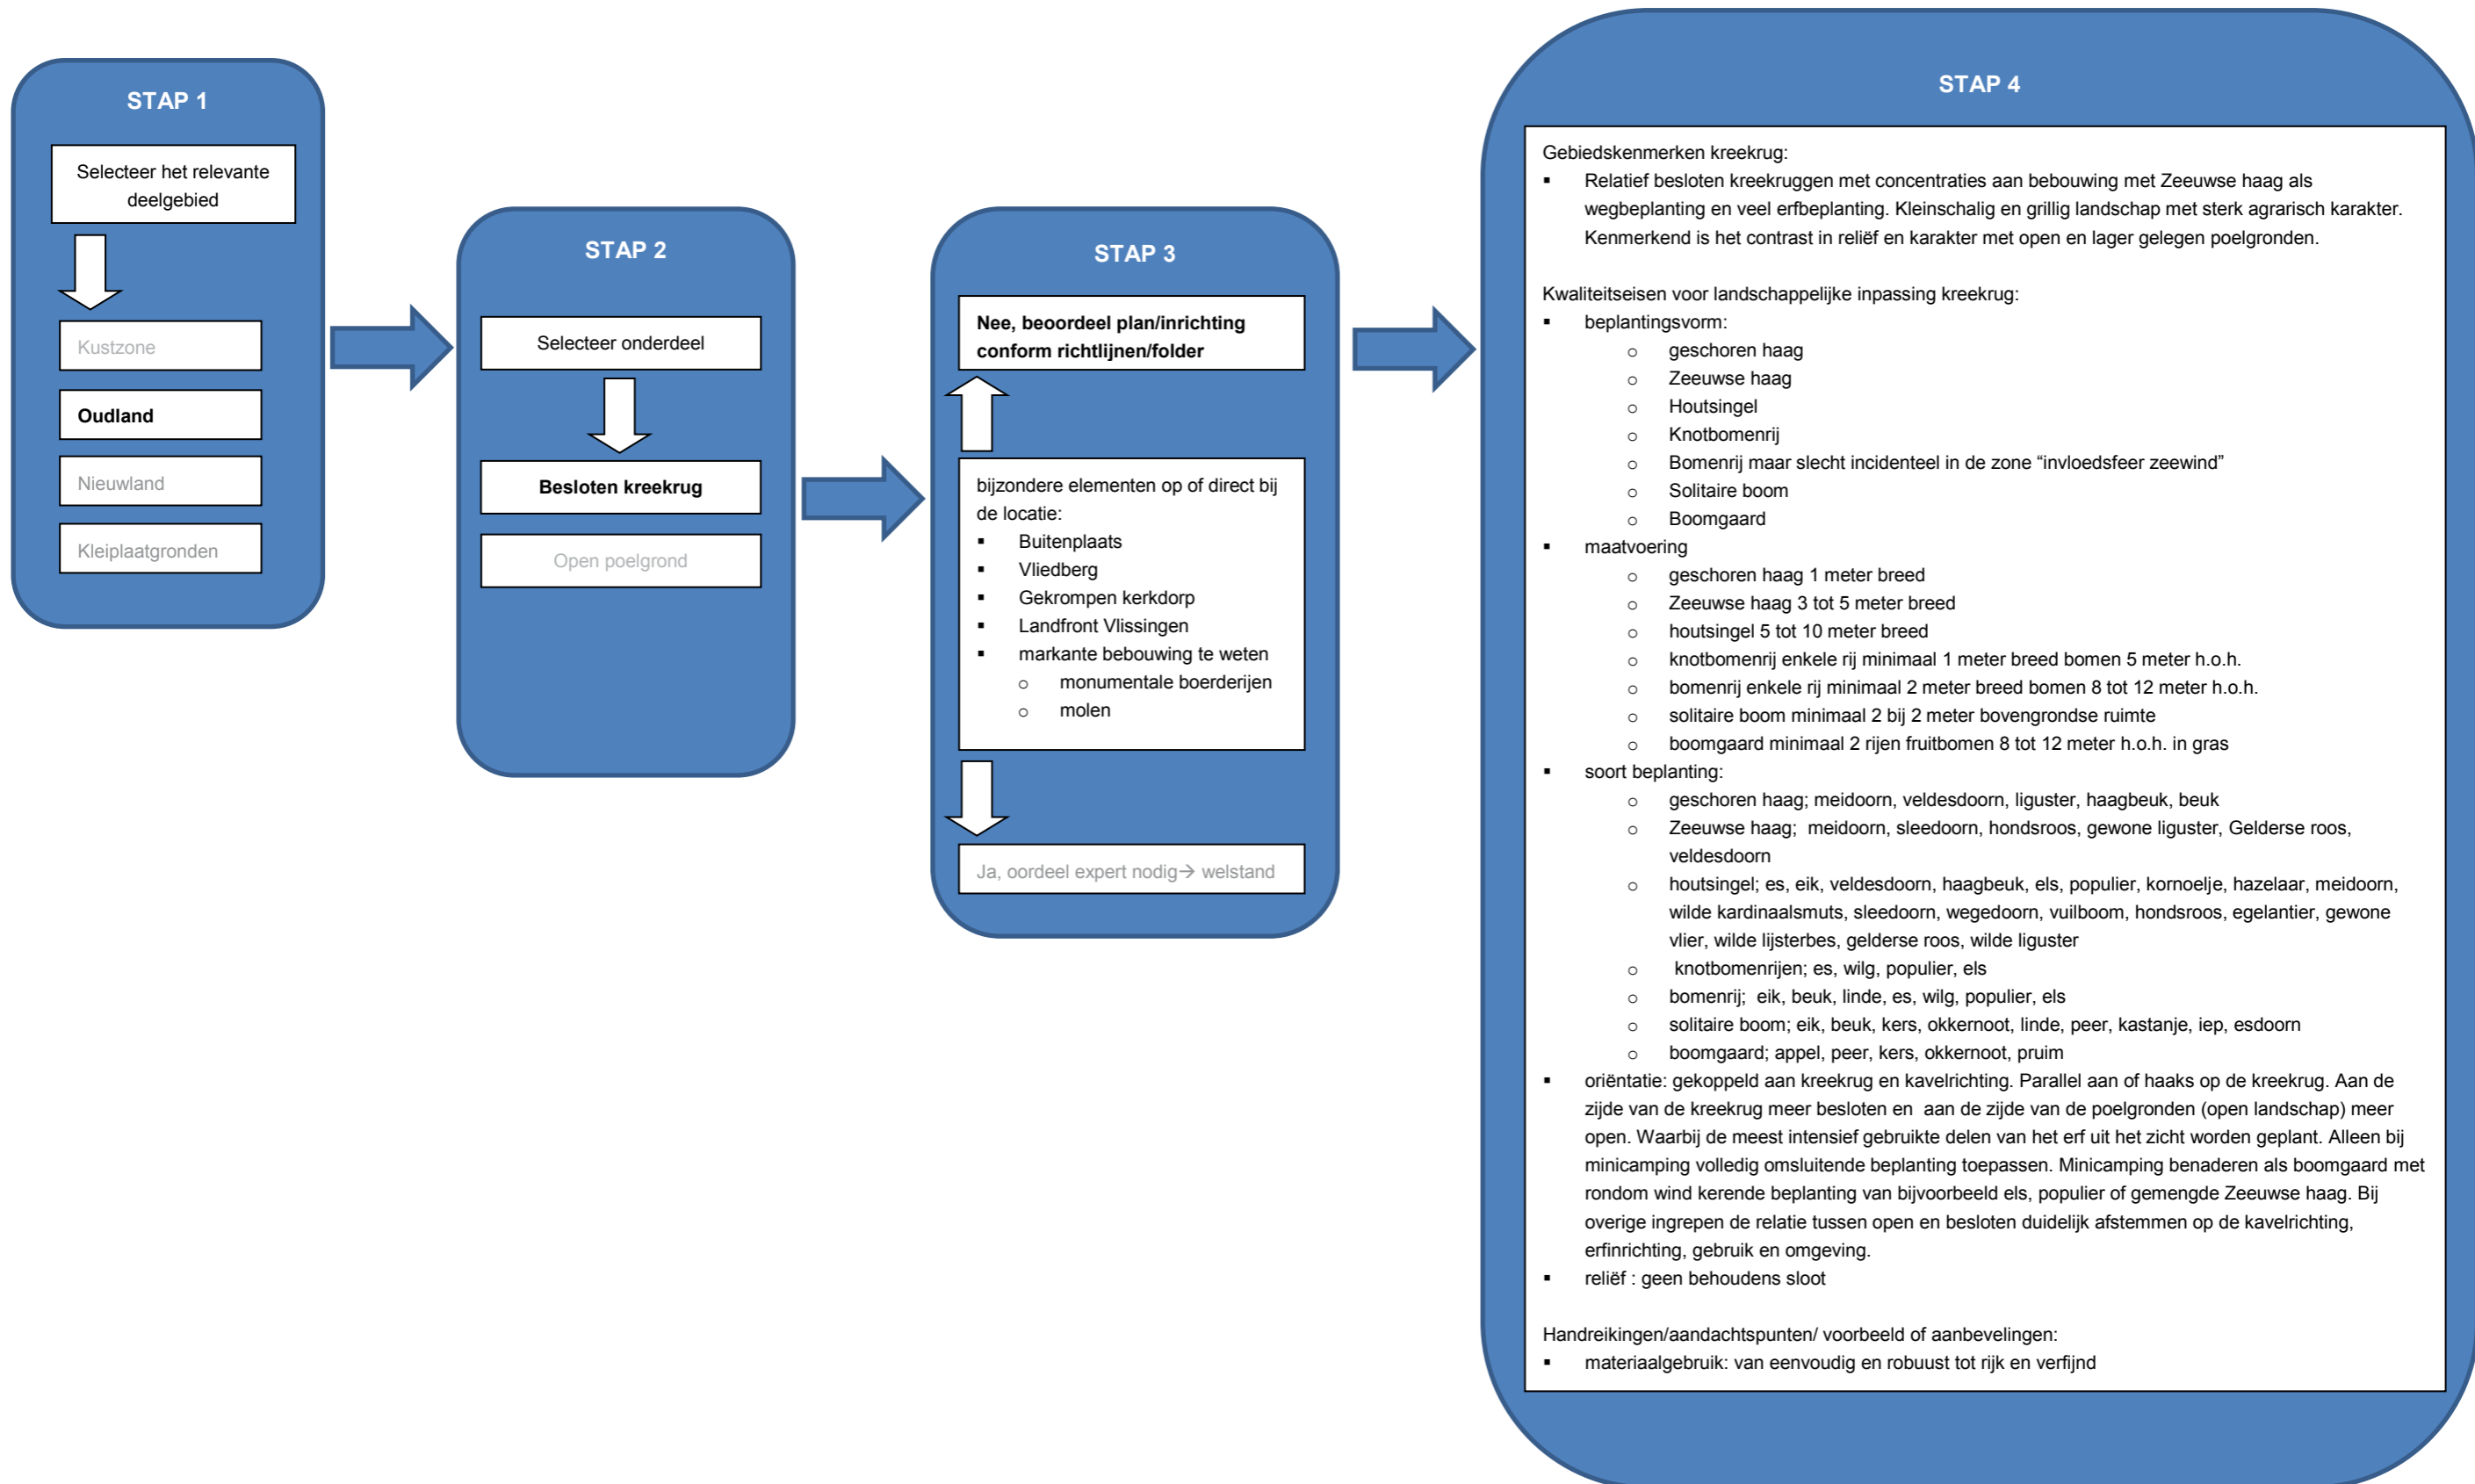 STAP 1
Selecteer het relevante
deelgebied
Kustzone
Oudland
Nieuwland
Kleiplaatgronden
STAP 2
Selecteer onderdeel
Besloten kreekrug
Open poelgrond
STAP 3
Nee, beoordeel plan/inrichting
conform richtlijnen/folder
bijzondere elementen op of direct bij
de locatie:
▪ Buitenplaats
▪ Vliedberg
▪ Gekrompen kerkdorp
▪ Landfront Vlissingen
▪ markante bebouwing te weten
o monumentale boerderijen
o molen
Ja, oordeel expert nodig→ welstand
STAP 4
Gebiedskenmerken kreekrug:
▪ Relatief besloten kreekruggen met concentraties aan bebouwing met Zeeuwse haag als
wegbeplanting en veel erfbeplanting. Kleinschalig en grillig landschap met sterk agrarisch karakter.
Kenmerkend is het contrast in reliëf en karakter met open en lager gelegen poelgronden.
Kwaliteitseisen voor landschappelijke inpassing kreekrug:
▪ beplantingsvorm:
o geschoren haag
o Zeeuwse haag
o Houtsingel
o Knotbomenrij
o Bomenrij maar slecht incidenteel in de zone “invloedsfeer zeewind”
o Solitaire boom
o Boomgaard
▪ maatvoering
o geschoren haag 1 meter breed
o Zeeuwse haag 3 tot 5 meter breed
o houtsingel 5 tot 10 meter breed
o knotbomenrij enkele rij minimaal 1 meter breed bomen 5 meter h.o.h.
o bomenrij enkele rij minimaal 2 meter breed bomen 8 tot 12 meter h.o.h.
o solitaire boom minimaal 2 bij 2 meter bovengrondse ruimte
o boomgaard minimaal 2 rijen fruitbomen 8 tot 12 meter h.o.h. in gras
▪ soort beplanting:
o geschoren haag; meidoorn, veldesdoorn, liguster, haagbeuk, beuk
o Zeeuwse haag; meidoorn, sleedoorn, hondsroos, gewone liguster, Gelderse roos,
veldesdoorn
o houtsingel; es, eik, veldesdoorn, haagbeuk, els, populier, kornoelje, hazelaar, meidoorn,
wilde kardinaalsmuts, sleedoorn, wegedoorn, vuilboom, hondsroos, egelantier, gewone
vlier, wilde lijsterbes, gelderse roos, wilde liguster
o knotbomenrijen; es, wilg, populier, els
o bomenrij; eik, beuk, linde, es, wilg, populier, els
o solitaire boom; eik, beuk, kers, okkernoot, linde, peer, kastanje, iep, esdoorn
o boomgaard; appel, peer, kers, okkernoot, pruim
▪ oriëntatie: gekoppeld aan kreekrug en kavelrichting. Parallel aan of haaks op de kreekrug. Aan de
zijde van de kreekrug meer besloten en aan de zijde van de poelgronden (open landschap) meer
open. Waarbij de meest intensief gebruikte delen van het erf uit het zicht worden geplant. Alleen bij
minicamping volledig omsluitende beplanting toepassen. Minicamping benaderen als boomgaard met
rondom wind kerende beplanting van bijvoorbeeld els, populier of gemengde Zeeuwse haag. Bij
overige ingrepen de relatie tussen open en besloten duidelijk afstemmen op de kavelrichting,
erfinrichting, gebruik en omgeving.
▪ reliëf : geen behoudens sloot
Handreikingen/aandachtspunten/ voorbeeld of aanbevelingen:
▪ materiaalgebruik: van eenvoudig en robuust tot rijk en verfijnd